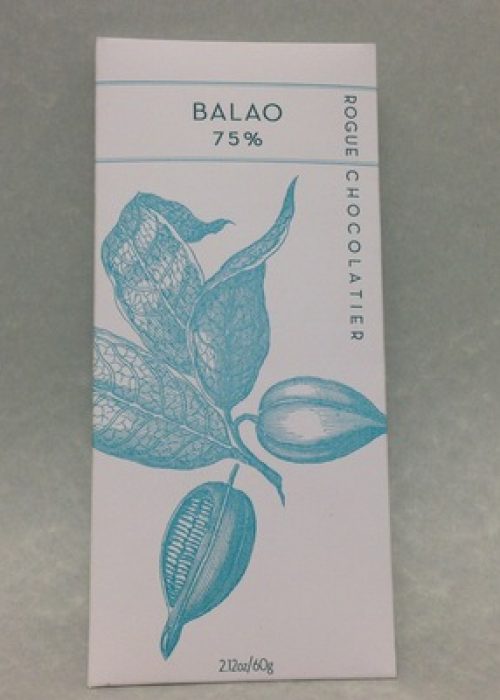 BALAO
75%
ROGUE CHOCOLATIER
2.12oz/60g